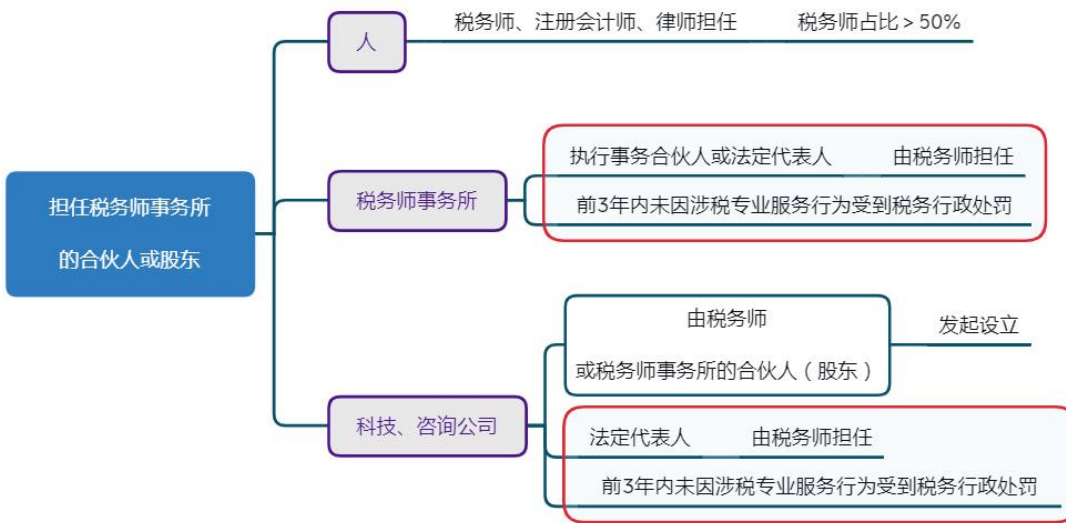 人
税务师、注册会计师、律师担任
税务师占比＞50%
担任税务师事务所
的合伙人或股东
税务师事务所
执行事务合伙人或法定代表人
由税务师担任
前3年内未因涉税专业服务行为受到税务行政处罚
科技、咨询公司
由税务师
或税务师事务所的合伙人（股东）
发起设立
法定代表人
由税务师担任
前3年内未因涉税专业服务行为受到税务行政处罚